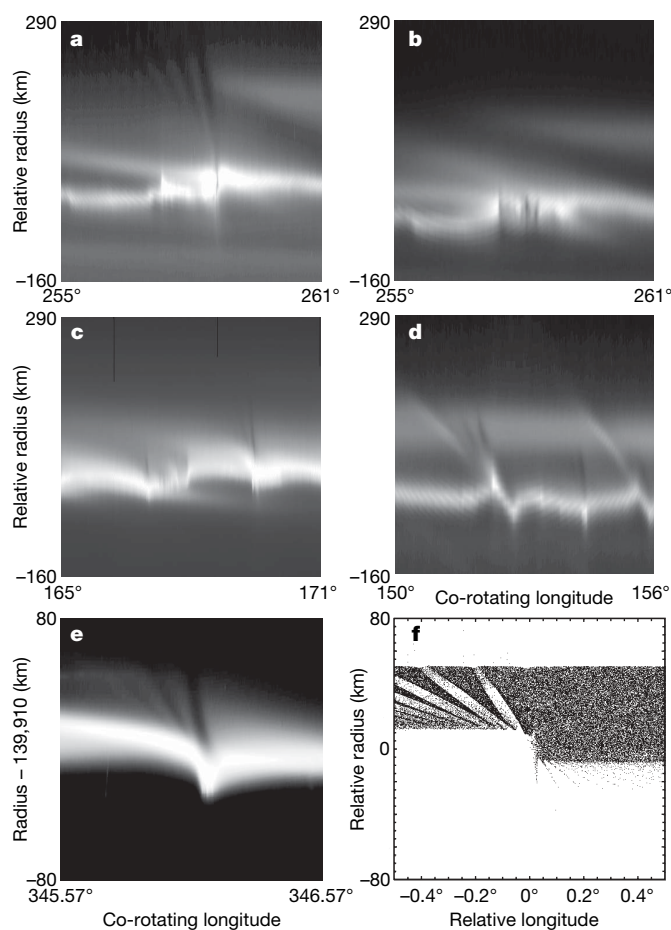 290
a
Relative radius (km)
−160
255°
261°
290
b
−160
255°
261°
290
c
Relative radius (km)
−160
165°
171°
290
d
−160
150°
156°
Co-rotating longitude
80
e
Radius − 139,910 (km)
−80
345.57°
346.57°
Co-rotating longitude
80
f
Relative radius (km)
0
−80
−0.4° −0.2° 0° 0.2° 0.4°
Relative longitude